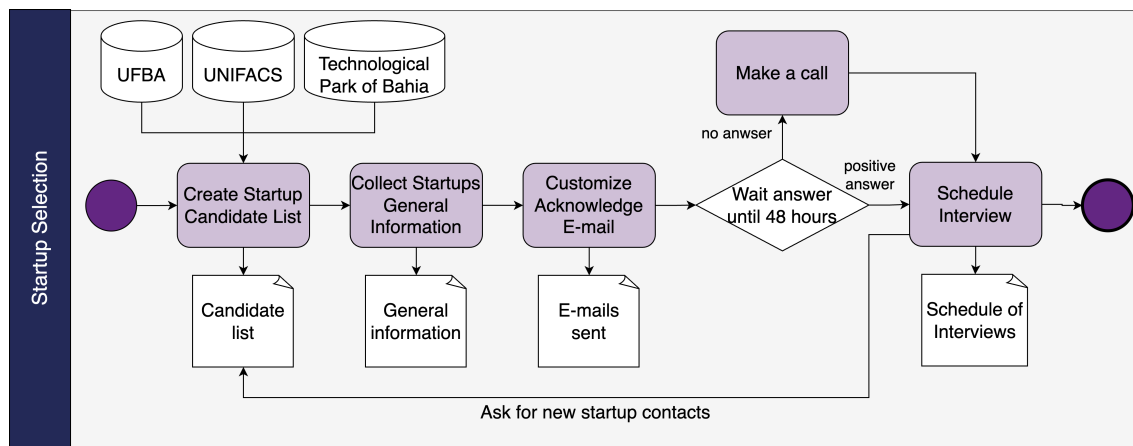 Startup Selection
UFBA
UNIFACS
Technological
Park of Bahia
Make a call
no anwser
positive
answer
Create Startup
Candidate List
Collect Startups
General
Information
Customize
Acknowledge
E-mail
Wait answer
until 48 hours
Schedule
Interview
Candidate
list
General
information
E-mails
sent
Schedule of
Interviews
Ask for new startup contacts